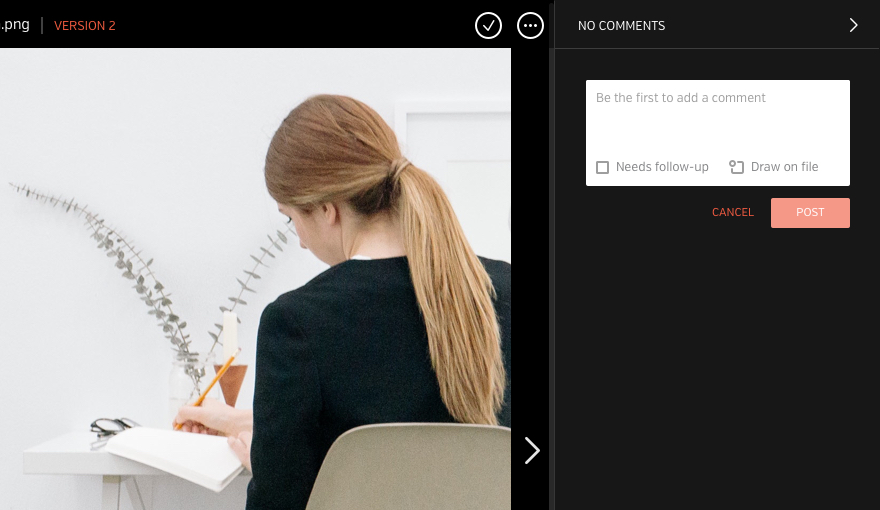 .png
VERSION 2
NO COMMENTS
Be the first to add a comment
Needs follow-up
Draw on file
CANCEL
POST